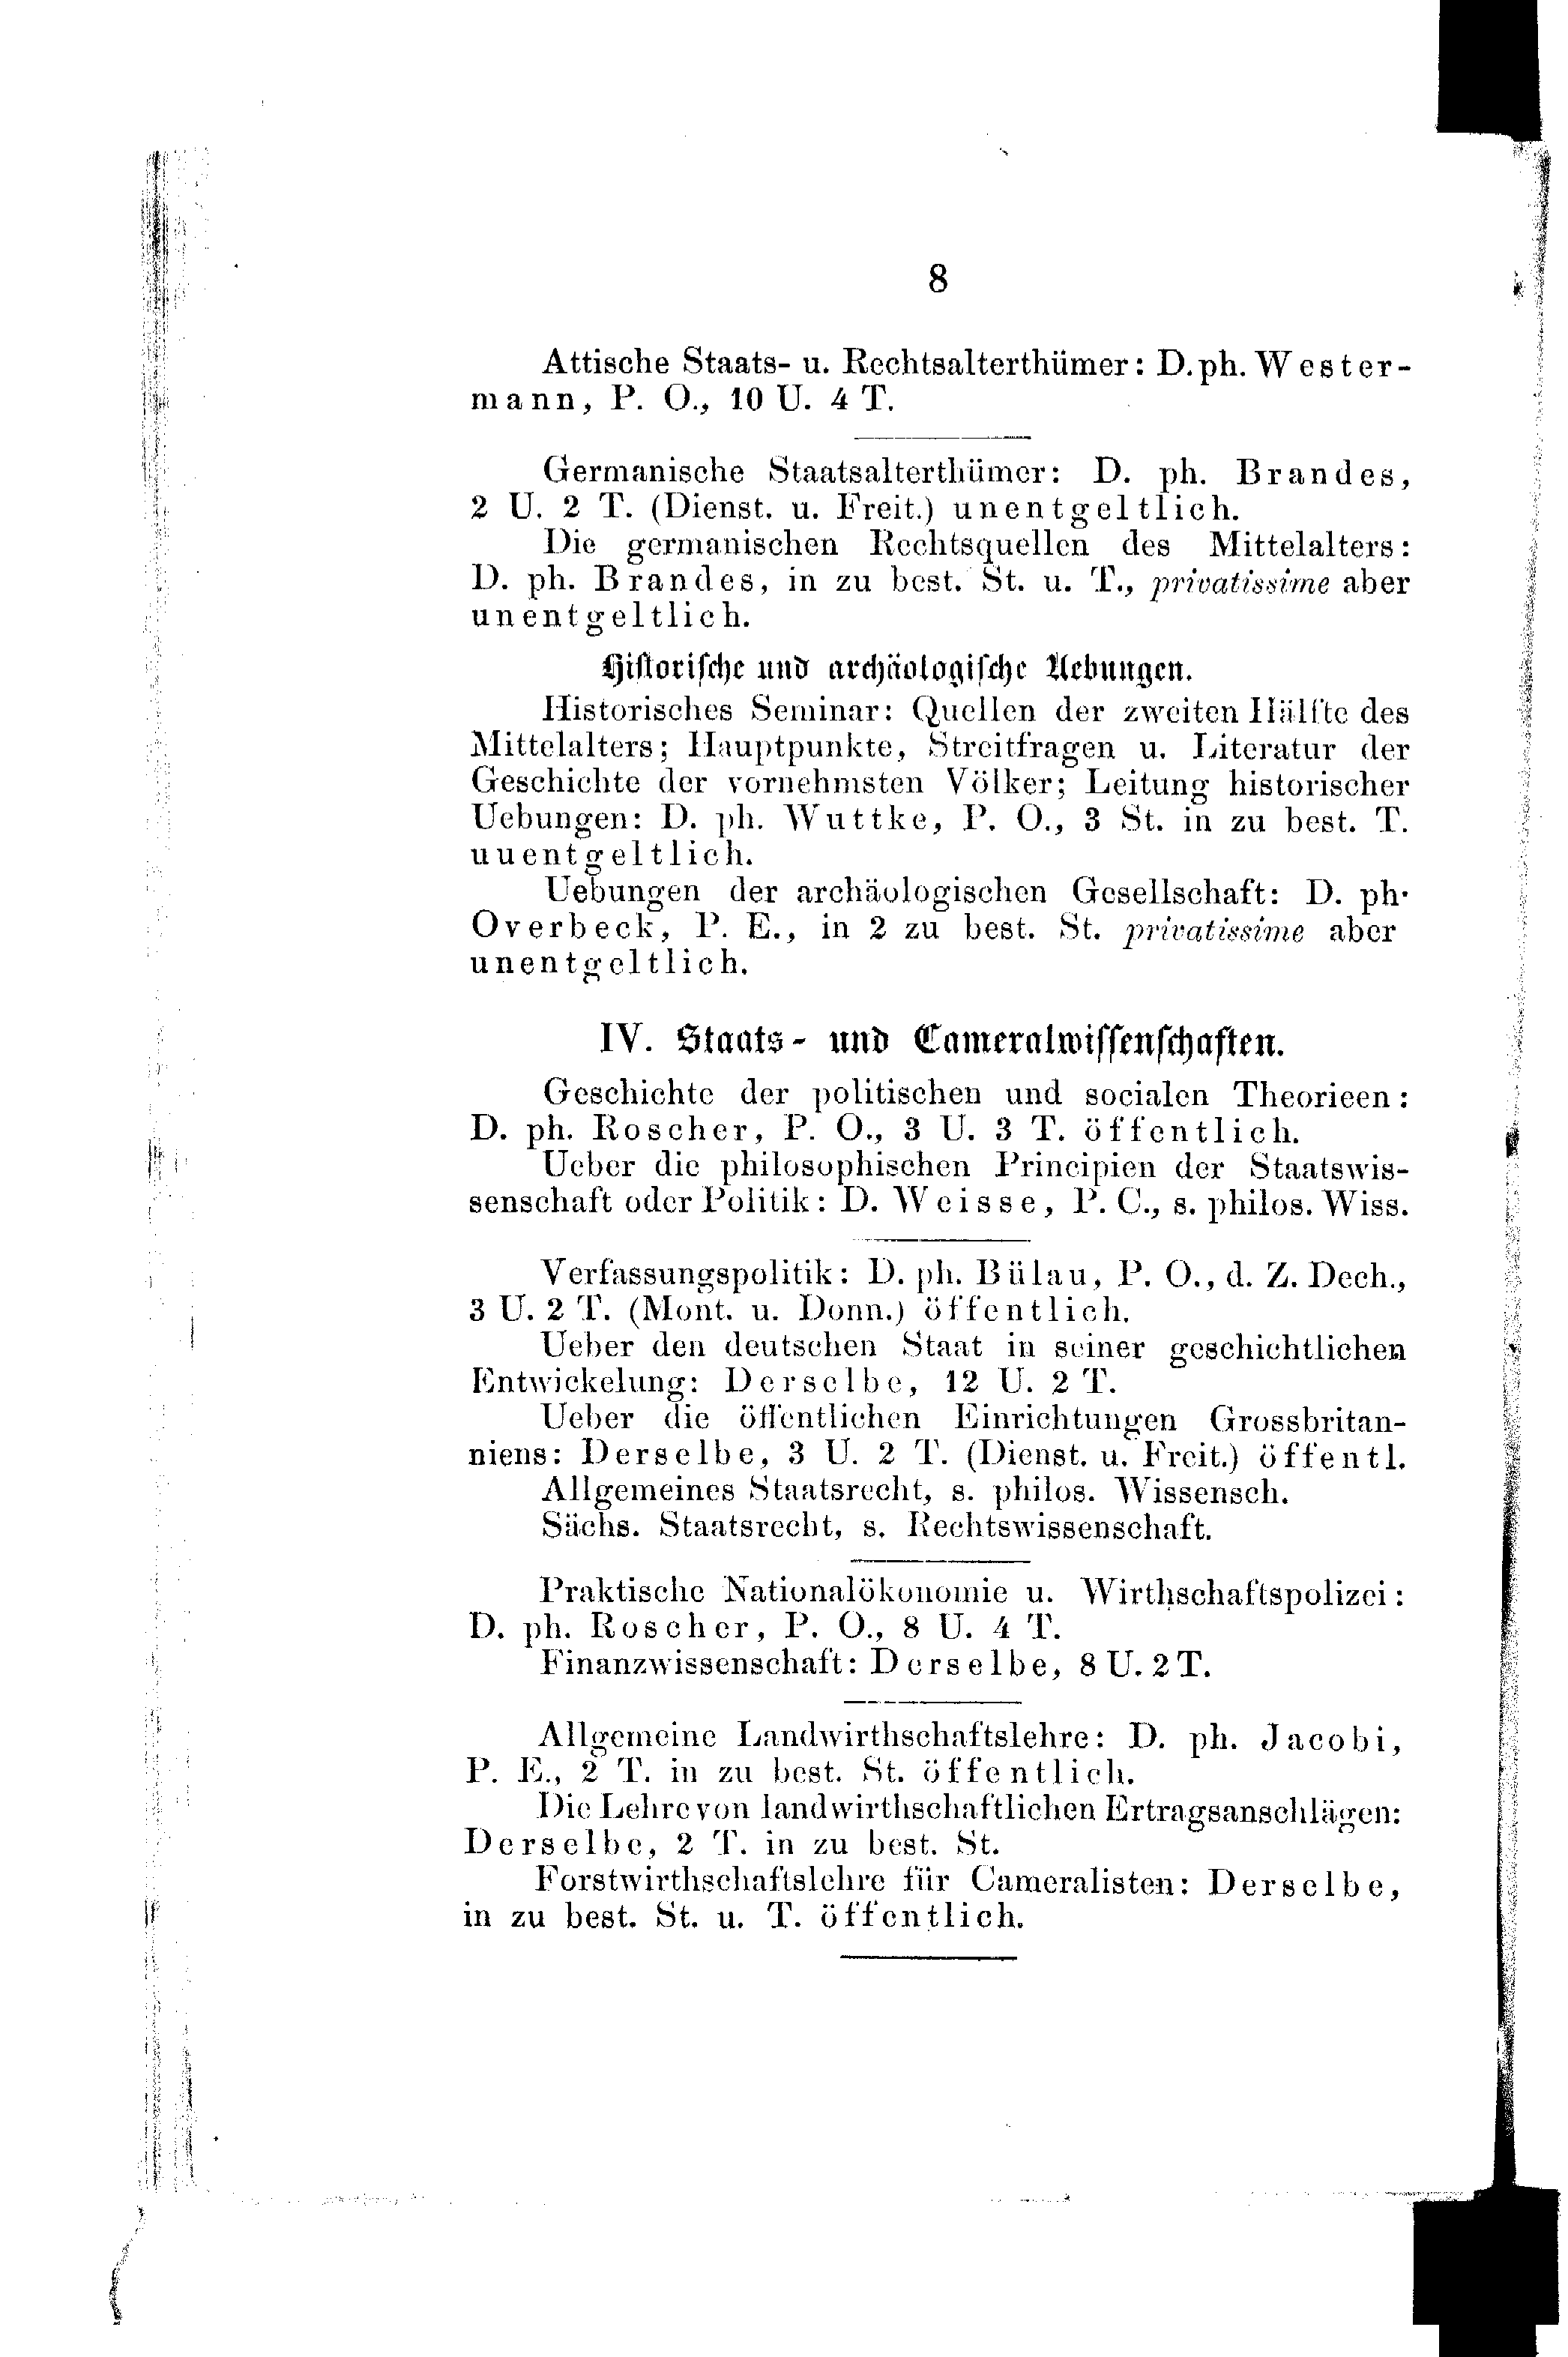 8
Attische Staats- u. Rechtsalterthümer: D. ph. Wester-
mann, P. O., 10 U. 4 T.
Germanische Staatsalterthümer: D. ph. Brandes,
2 U. 2 T. (Dienst. u. Freit.) unentgeltlich.
Die germanischen Rechtsquellen des Mittelalters:
D. ph. Brandes, in zu best. St. u. T., privatissime aber
unentgeltlich.
Historische und archäologische Uebungen.
Historisches Seminar: Quellen der zweiten Hälfte des
Mittelalters; Hauptpunkte, Streitfragen u. Literatur der
Geschichte der vornehmsten Völker; Leitung historischer
Uebungen: D. ph. Wuttke, P. O., 3 St. in zu best. T.
uuentgeltlich.
Uebungen der archäologischen Gesellschaft: D. ph.
Overbeck, P. E., in 2 zu best. St. privatissime aber
unentgeltlich.
IV. Staats- und Cameralwissenschaften.
Geschichte der politischen und socialen Theorieen:
D. ph. Roscher, P. O., 3 U. 3 T. öffentlich.
Ueber die philosophischen Principien der Staatswis-
senschaft oder Politik: D. Weisse, P. C., s. philos. Wiss.
Verfassungspolitik: D. ph. Bülau, P. O., d. Z. Dech.,
3 U. 2 T. (Mont. u. Donn.) öffentlich.
Ueber den deutschen Staat in seiner geschichtlichen
Entwickelung: Derselbe, 12 U. 2 T.
Ueber die öffentlichen Einrichtungen Grossbritan-
niens: Derselbe, 3 U. 2 T. (Dienst. u. Freit.) öffentl.
Allgemeines Staatsrecht, s. philos. Wissensch.
Sächs. Staatsrecht, s. Rechtswissenschaft.
Praktische Nationalökonomie u. Wirthschaftspolizei:
D. ph. Roscher, P. O., 8 U. 4 T.
Finanzwissenschaft: Derselbe, 8 U. 2 T.
Allgemeine Landwirthschaftslehre: D. ph. Jacobi,
P. E., 2 T. in zu best. St. öffentlich.
Die Lehre von landwirthschaftlichen Ertragsanschlägen:
Derselbe, 2 T. in zu best. St.
Forstwirthschaftslehre für Cameralisten: Derselbe,
in zu best. St. u. T. öffentlich.